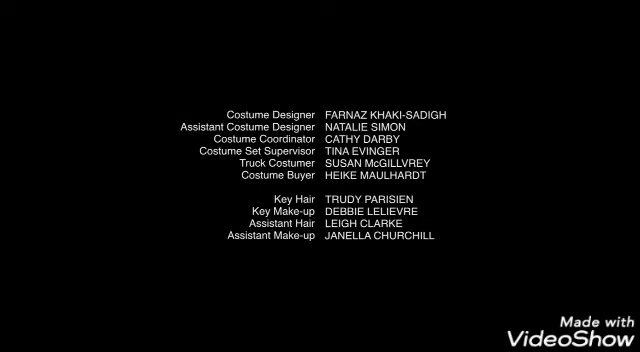 Costume Designer FARNAZ KHAKI-SADIGH
Assistant Costume Designer NATALIE SIMON
Costume Coordinator CATHY DARBY
Costume Set Supervisor TINA EVINGER
Truck Costumer SUSAN McGILLVREY
Costume Buyer HEIKE MAULHARDT
Key Hair TRUDY PARISIEN
Key Make-up DEBBIE LELIEVRE
Assistant Hair LEIGH CLARKE
Assistant Make-up JANELLA CHURCHILL
Made with
VideoShow